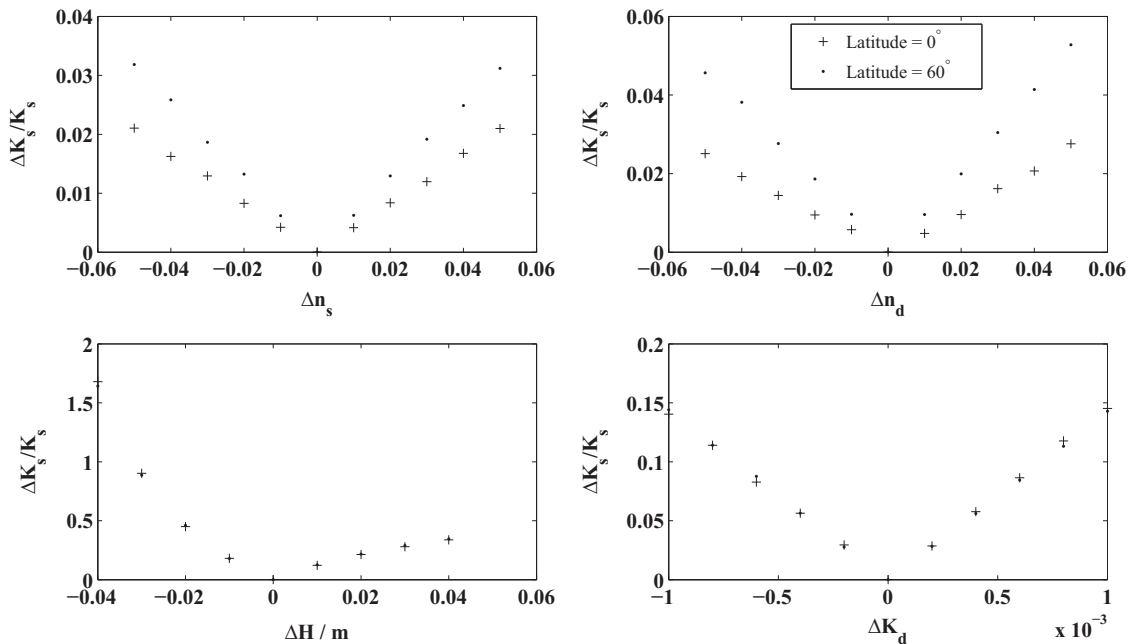 0.04
0.03
0.02
0.01
0
ΔK_s/K_s
−0.06 −0.04 −0.02 0 0.02 0.04 0.06
Δn_s
0.06
0.04
0.02
0
ΔK_s/K_s
−0.06 −0.04 −0.02 0 0.02 0.04 0.06
Δn_d
Latitude = 0°
Latitude = 60°
2
1.5
1
0.5
0
ΔK_s/K_s
−0.04 −0.02 0 0.02 0.04 0.06
ΔH / m
0.2
0.15
0.1
0.05
0
ΔK_s/K_s
−1 −0.5 0 0.5 1
ΔK_d
x 10^−3